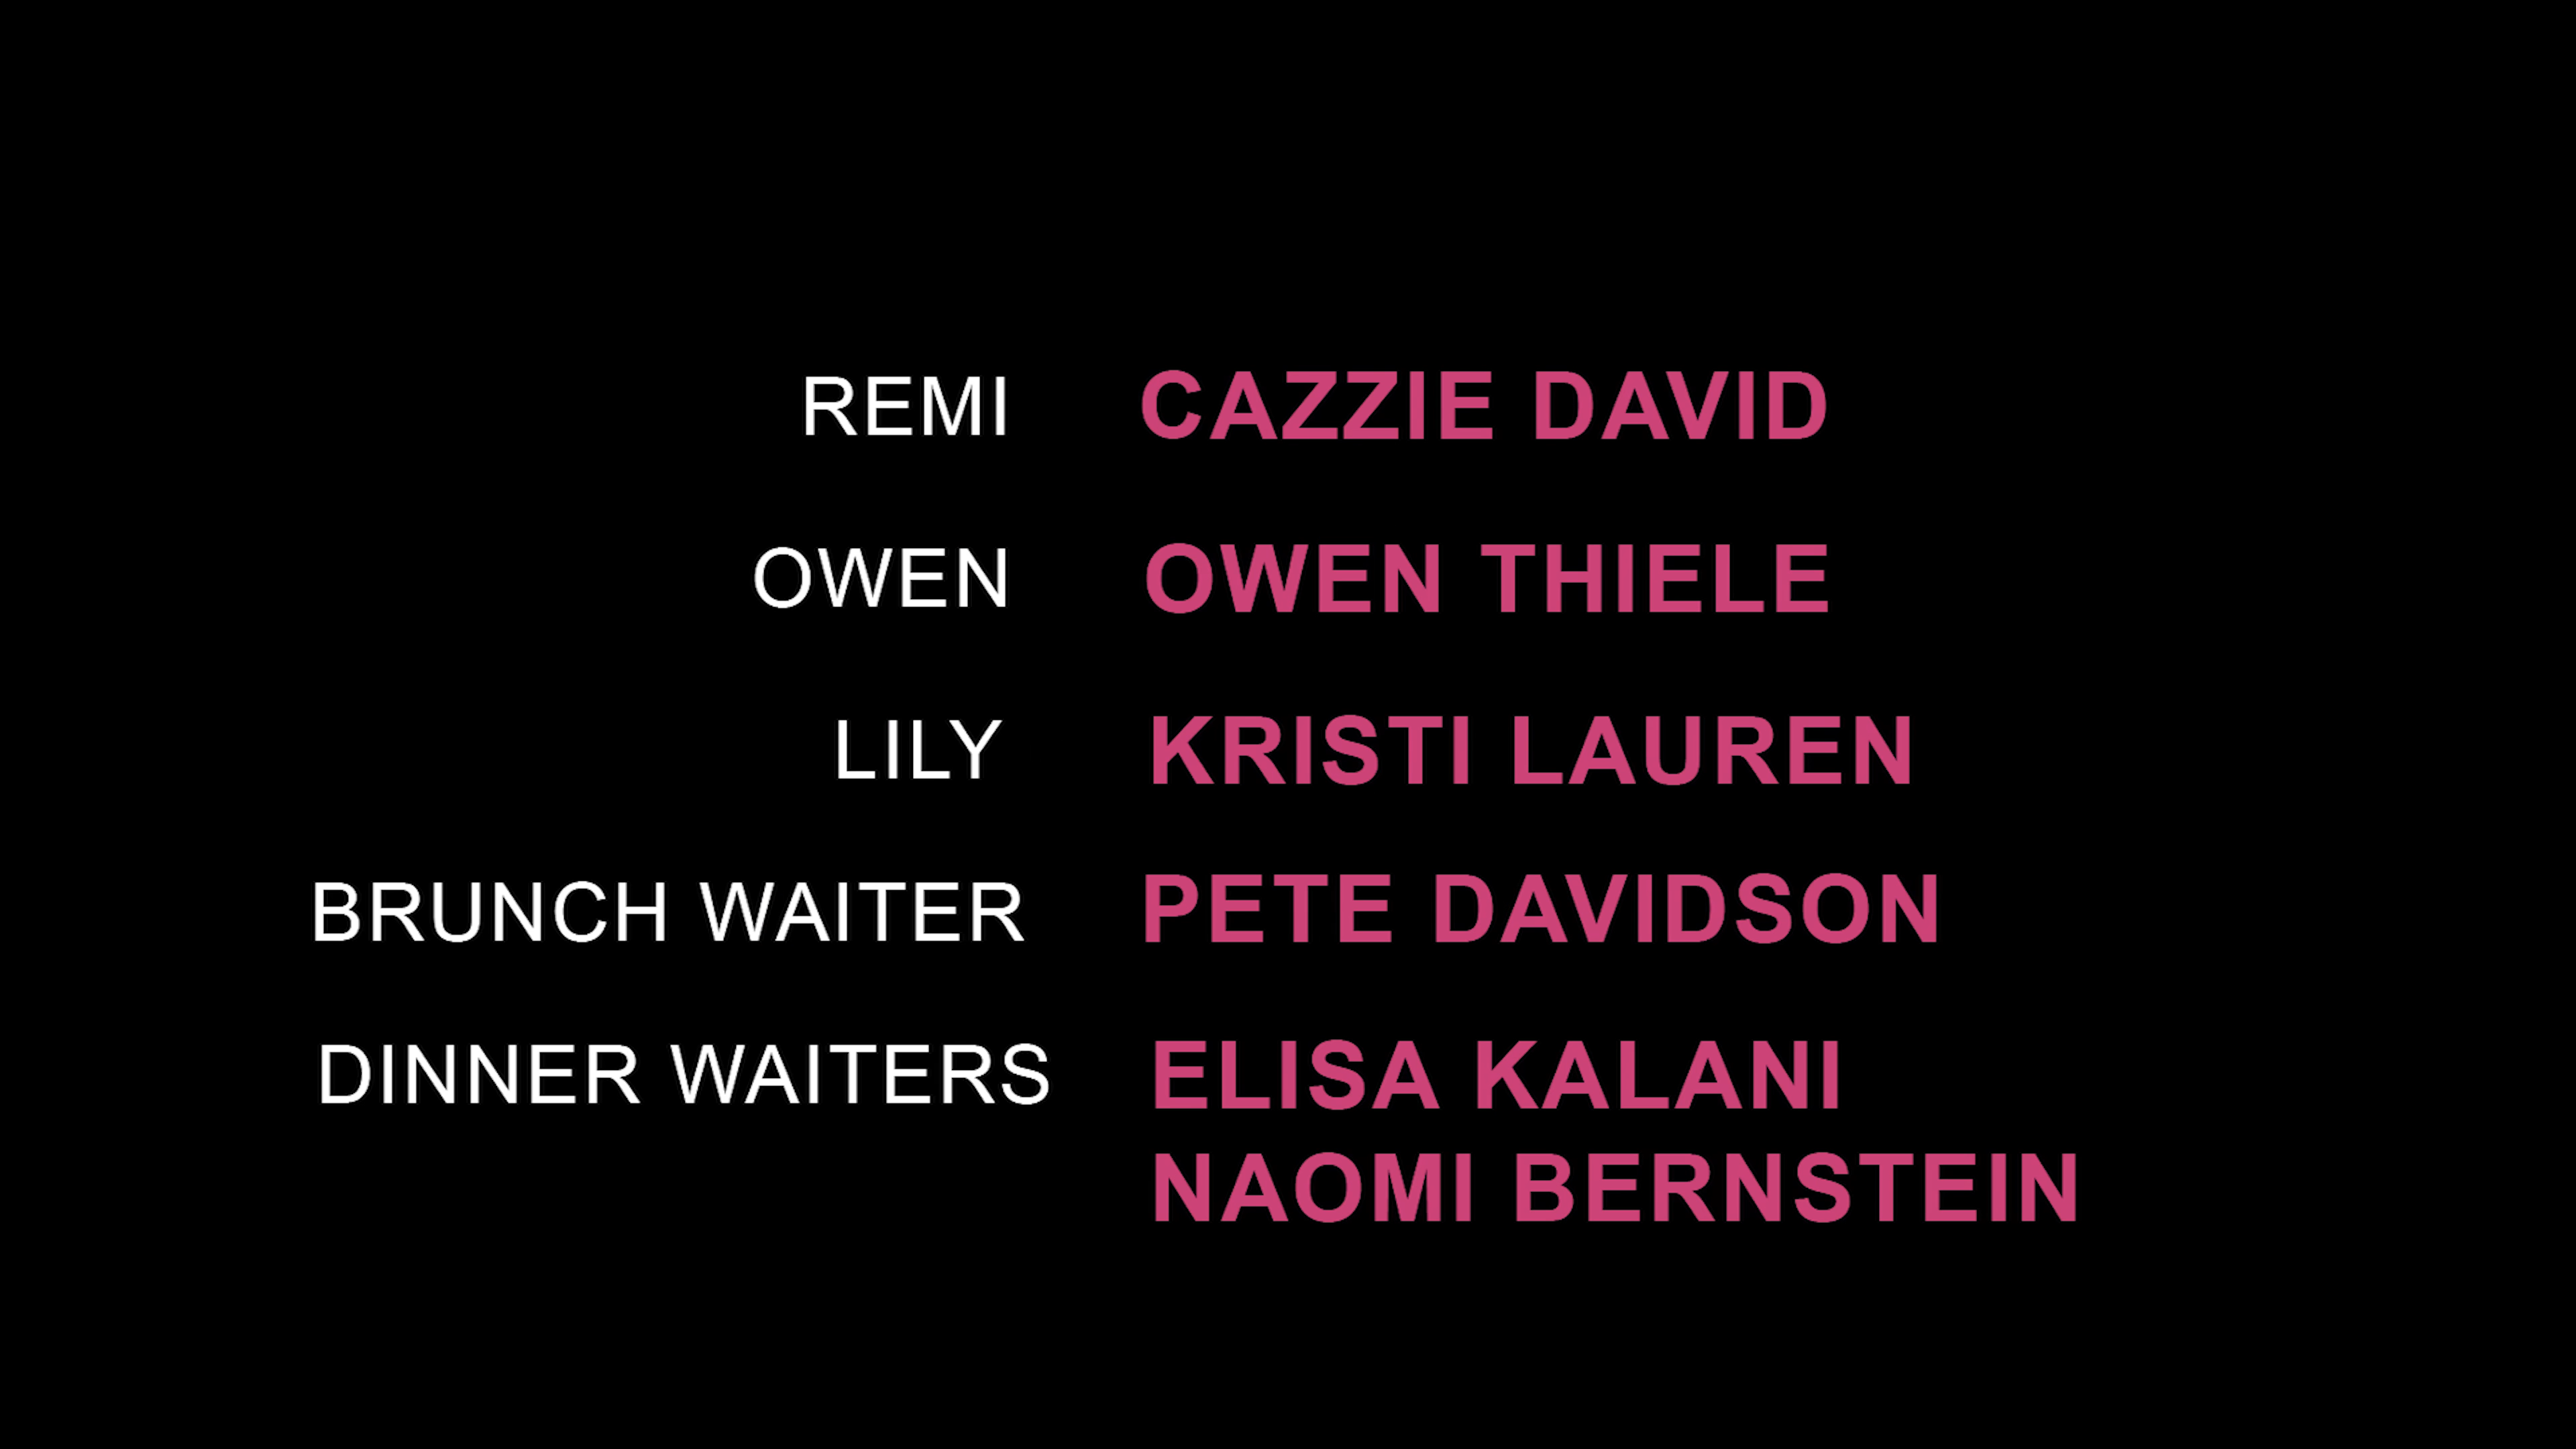 REMI CAZZIE DAVID
OWEN OWEN THIELE
LILY KRISTI LAUREN
BRUNCH WAITER PETE DAVIDSON
DINNER WAITERS ELISA KALANI
NAOMI BERNSTEIN